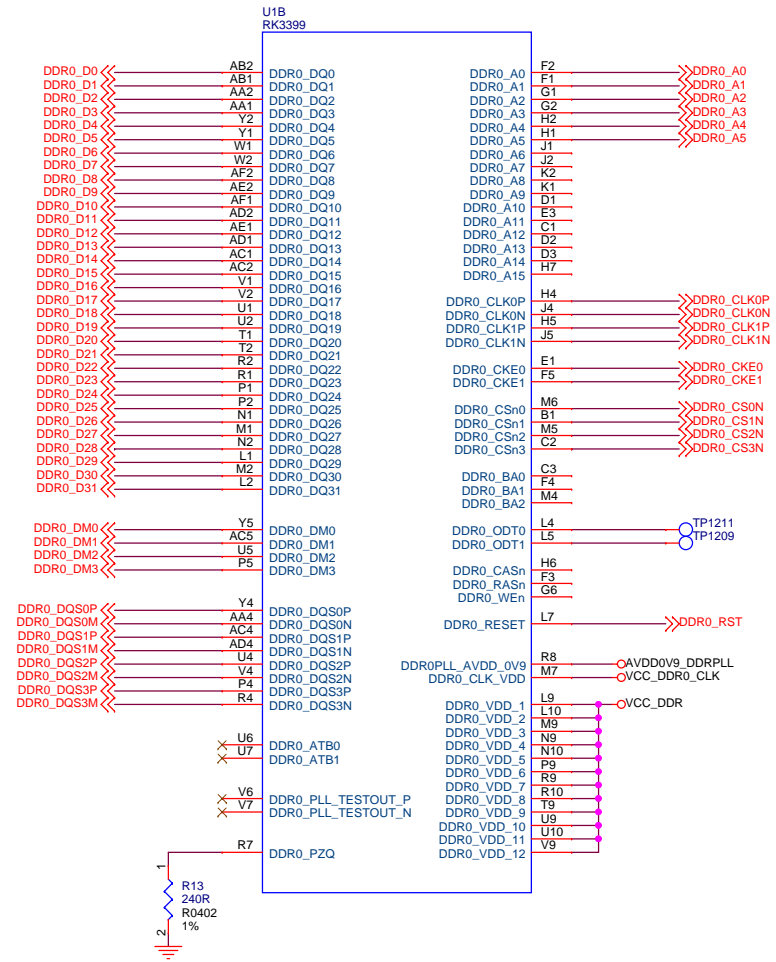 U1B
RK3399
DDR0_D0 AB2 DDR0_DQ0 DDR0_A0 F2 DDR0_A0
DDR0_D1 AB1 DDR0_DQ1 DDR0_A1 F1 DDR0_A1
DDR0_D2 AA2 DDR0_DQ2 DDR0_A2 G1 DDR0_A2
DDR0_D3 AA1 DDR0_DQ3 DDR0_A3 G2 DDR0_A3
DDR0_D4 Y2 DDR0_DQ4 DDR0_A4 H2 DDR0_A4
DDR0_D5 Y1 DDR0_DQ5 DDR0_A5 H1 DDR0_A5
DDR0_D6 W1 DDR0_DQ6 DDR0_A6 J1
DDR0_D7 W2 DDR0_DQ7 DDR0_A7 J2
DDR0_D8 AF2 DDR0_DQ8 DDR0_A8 K2
DDR0_D9 AE2 DDR0_DQ9 DDR0_A9 K1
DDR0_D10 AF1 DDR0_DQ10 DDR0_A10 D1
DDR0_D11 AD2 DDR0_DQ11 DDR0_A11 E3
DDR0_D12 AE1 DDR0_DQ12 DDR0_A12 C1
DDR0_D13 AD1 DDR0_DQ13 DDR0_A13 D2
DDR0_D14 AC1 DDR0_DQ14 DDR0_A14 D3
DDR0_D15 AC2 DDR0_DQ15 DDR0_A15 H7
DDR0_D16 V1 DDR0_DQ16
DDR0_D17 V2 DDR0_DQ17 DDR0_CLK0P H4 DDR0_CLK0P
DDR0_D18 U1 DDR0_DQ18 DDR0_CLK0N J4 DDR0_CLK0N
DDR0_D19 U2 DDR0_DQ19 DDR0_CLK1P H5 DDR0_CLK1P
DDR0_D20 T1 DDR0_DQ20 DDR0_CLK1N J5 DDR0_CLK1N
DDR0_D21 T2 DDR0_DQ21
DDR0_D22 R2 DDR0_DQ22 DDR0_CKE0 E1 DDR0_CKE0
DDR0_D23 R1 DDR0_DQ23 DDR0_CKE1 F5 DDR0_CKE1
DDR0_D24 P1 DDR0_DQ24
DDR0_D25 P2 DDR0_DQ25 DDR0_CSn0 M6 DDR0_CS0N
DDR0_D26 N1 DDR0_DQ26 DDR0_CSn1 B1 DDR0_CS1N
DDR0_D27 M1 DDR0_DQ27 DDR0_CSn2 M5 DDR0_CS2N
DDR0_D28 N2 DDR0_DQ28 DDR0_CSn3 C2 DDR0_CS3N
DDR0_D29 L1 DDR0_DQ29
DDR0_D30 M2 DDR0_DQ30 DDR0_BA0 C3
DDR0_D31 L2 DDR0_DQ31 DDR0_BA1 F4
DDR0_BA2 M4
DDR0_DM0 Y5 DDR0_DM0 DDR0_ODT0 L4 TP1211
DDR0_DM1 AC5 DDR0_DM1 DDR0_ODT1 L5 TP1209
DDR0_DM2 U5 DDR0_DM2
DDR0_DM3 P5 DDR0_DM3 DDR0_CASn H6
DDR0_RASn F3
DDR0_WEn G6
DDR0_DQS0P Y4 DDR0_DQS0P
DDR0_DQS0M AA4 DDR0_DQS0N DDR0_RESET L7 DDR0_RST
DDR0_DQS1P AC4 DDR0_DQS1P
DDR0_DQS1M AD4 DDR0_DQS1N
DDR0_DQS2P U4 DDR0_DQS2P DDR0PLL_AVDD_0V9 R8 AVDD0V9_DDRPLL
DDR0_DQS2M V4 DDR0_DQS2N DDR0_CLK_VDD M7 VCC_DDR0_CLK
DDR0_DQS3P P4 DDR0_DQS3P
DDR0_DQS3M R4 DDR0_DQS3N DDR0_VDD_1 L9 VCC_DDR
DDR0_VDD_2 L10
DDR0_VDD_3 M9
U6 DDR0_ATB0 DDR0_VDD_4 N9
U7 DDR0_ATB1 DDR0_VDD_5 N10
DDR0_VDD_6 P9
DDR0_VDD_7 R9
V6 DDR0_PLL_TESTOUT_P DDR0_VDD_8 R10
V7 DDR0_PLL_TESTOUT_N DDR0_VDD_9 T9
DDR0_VDD_10 U9
DDR0_VDD_11 U10
R7 DDR0_PZQ DDR0_VDD_12 V9
1
R13
240R
R0402
1%
2